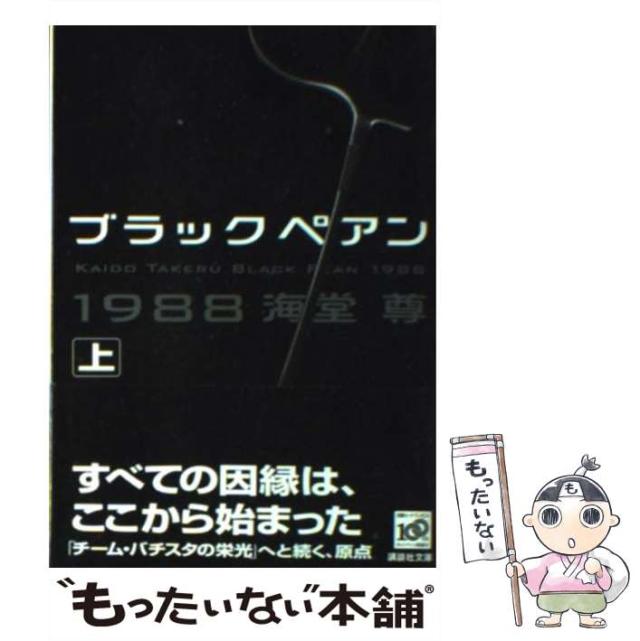 ブラックペアン
KAIDO TAKERU BLACK PEAN 1988
1988 海堂 尊
上
すべての因縁は、
ここから始まった
『チーム・バチスタの栄光』へと続く、原点
講談社文庫
"もったいない"本舗®
もったいない
も